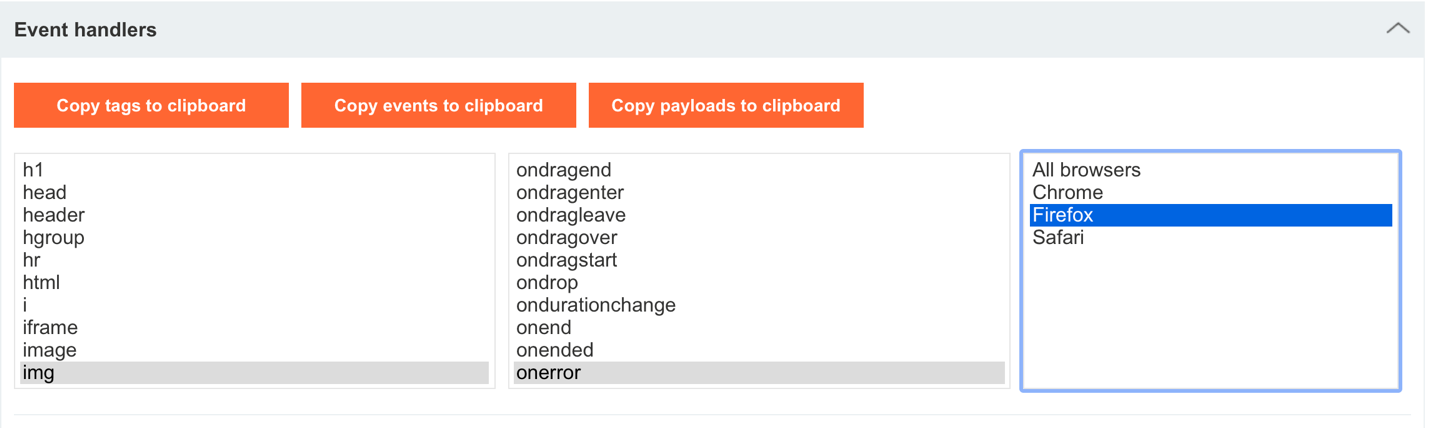 Event handlers
Copy tags to clipboard
Copy events to clipboard
Copy payloads to clipboard
h1
head
header
hgroup
hr
html
i
iframe
image
img
ondragend
ondragenter
ondragleave
ondragover
ondragstart
ondrop
ondurationchange
onend
onended
onerror
All browsers
Chrome
Firefox
Safari